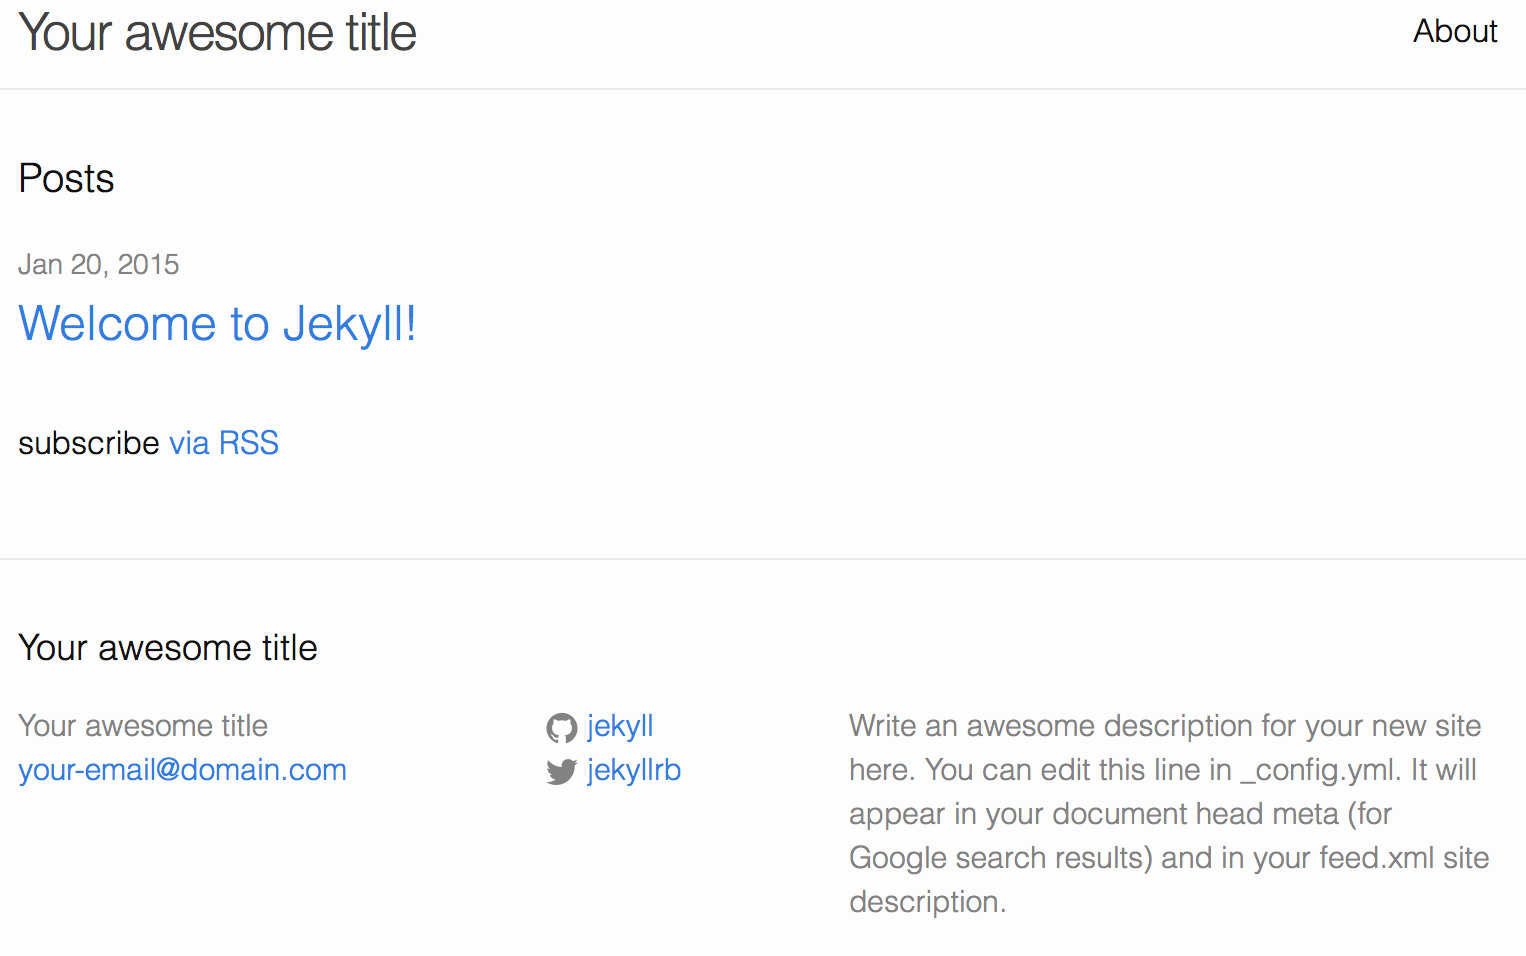 Your awesome title
About
Posts
Jan 20, 2015
Welcome to Jekyll!
subscribe via RSS
Your awesome title
Your awesome title
your-email@domain.com
jekyll
jekyllrb
Write an awesome description for your new site
here. You can edit this line in _config.yml. It will
appear in your document head meta (for
Google search results) and in your feed.xml site
description.